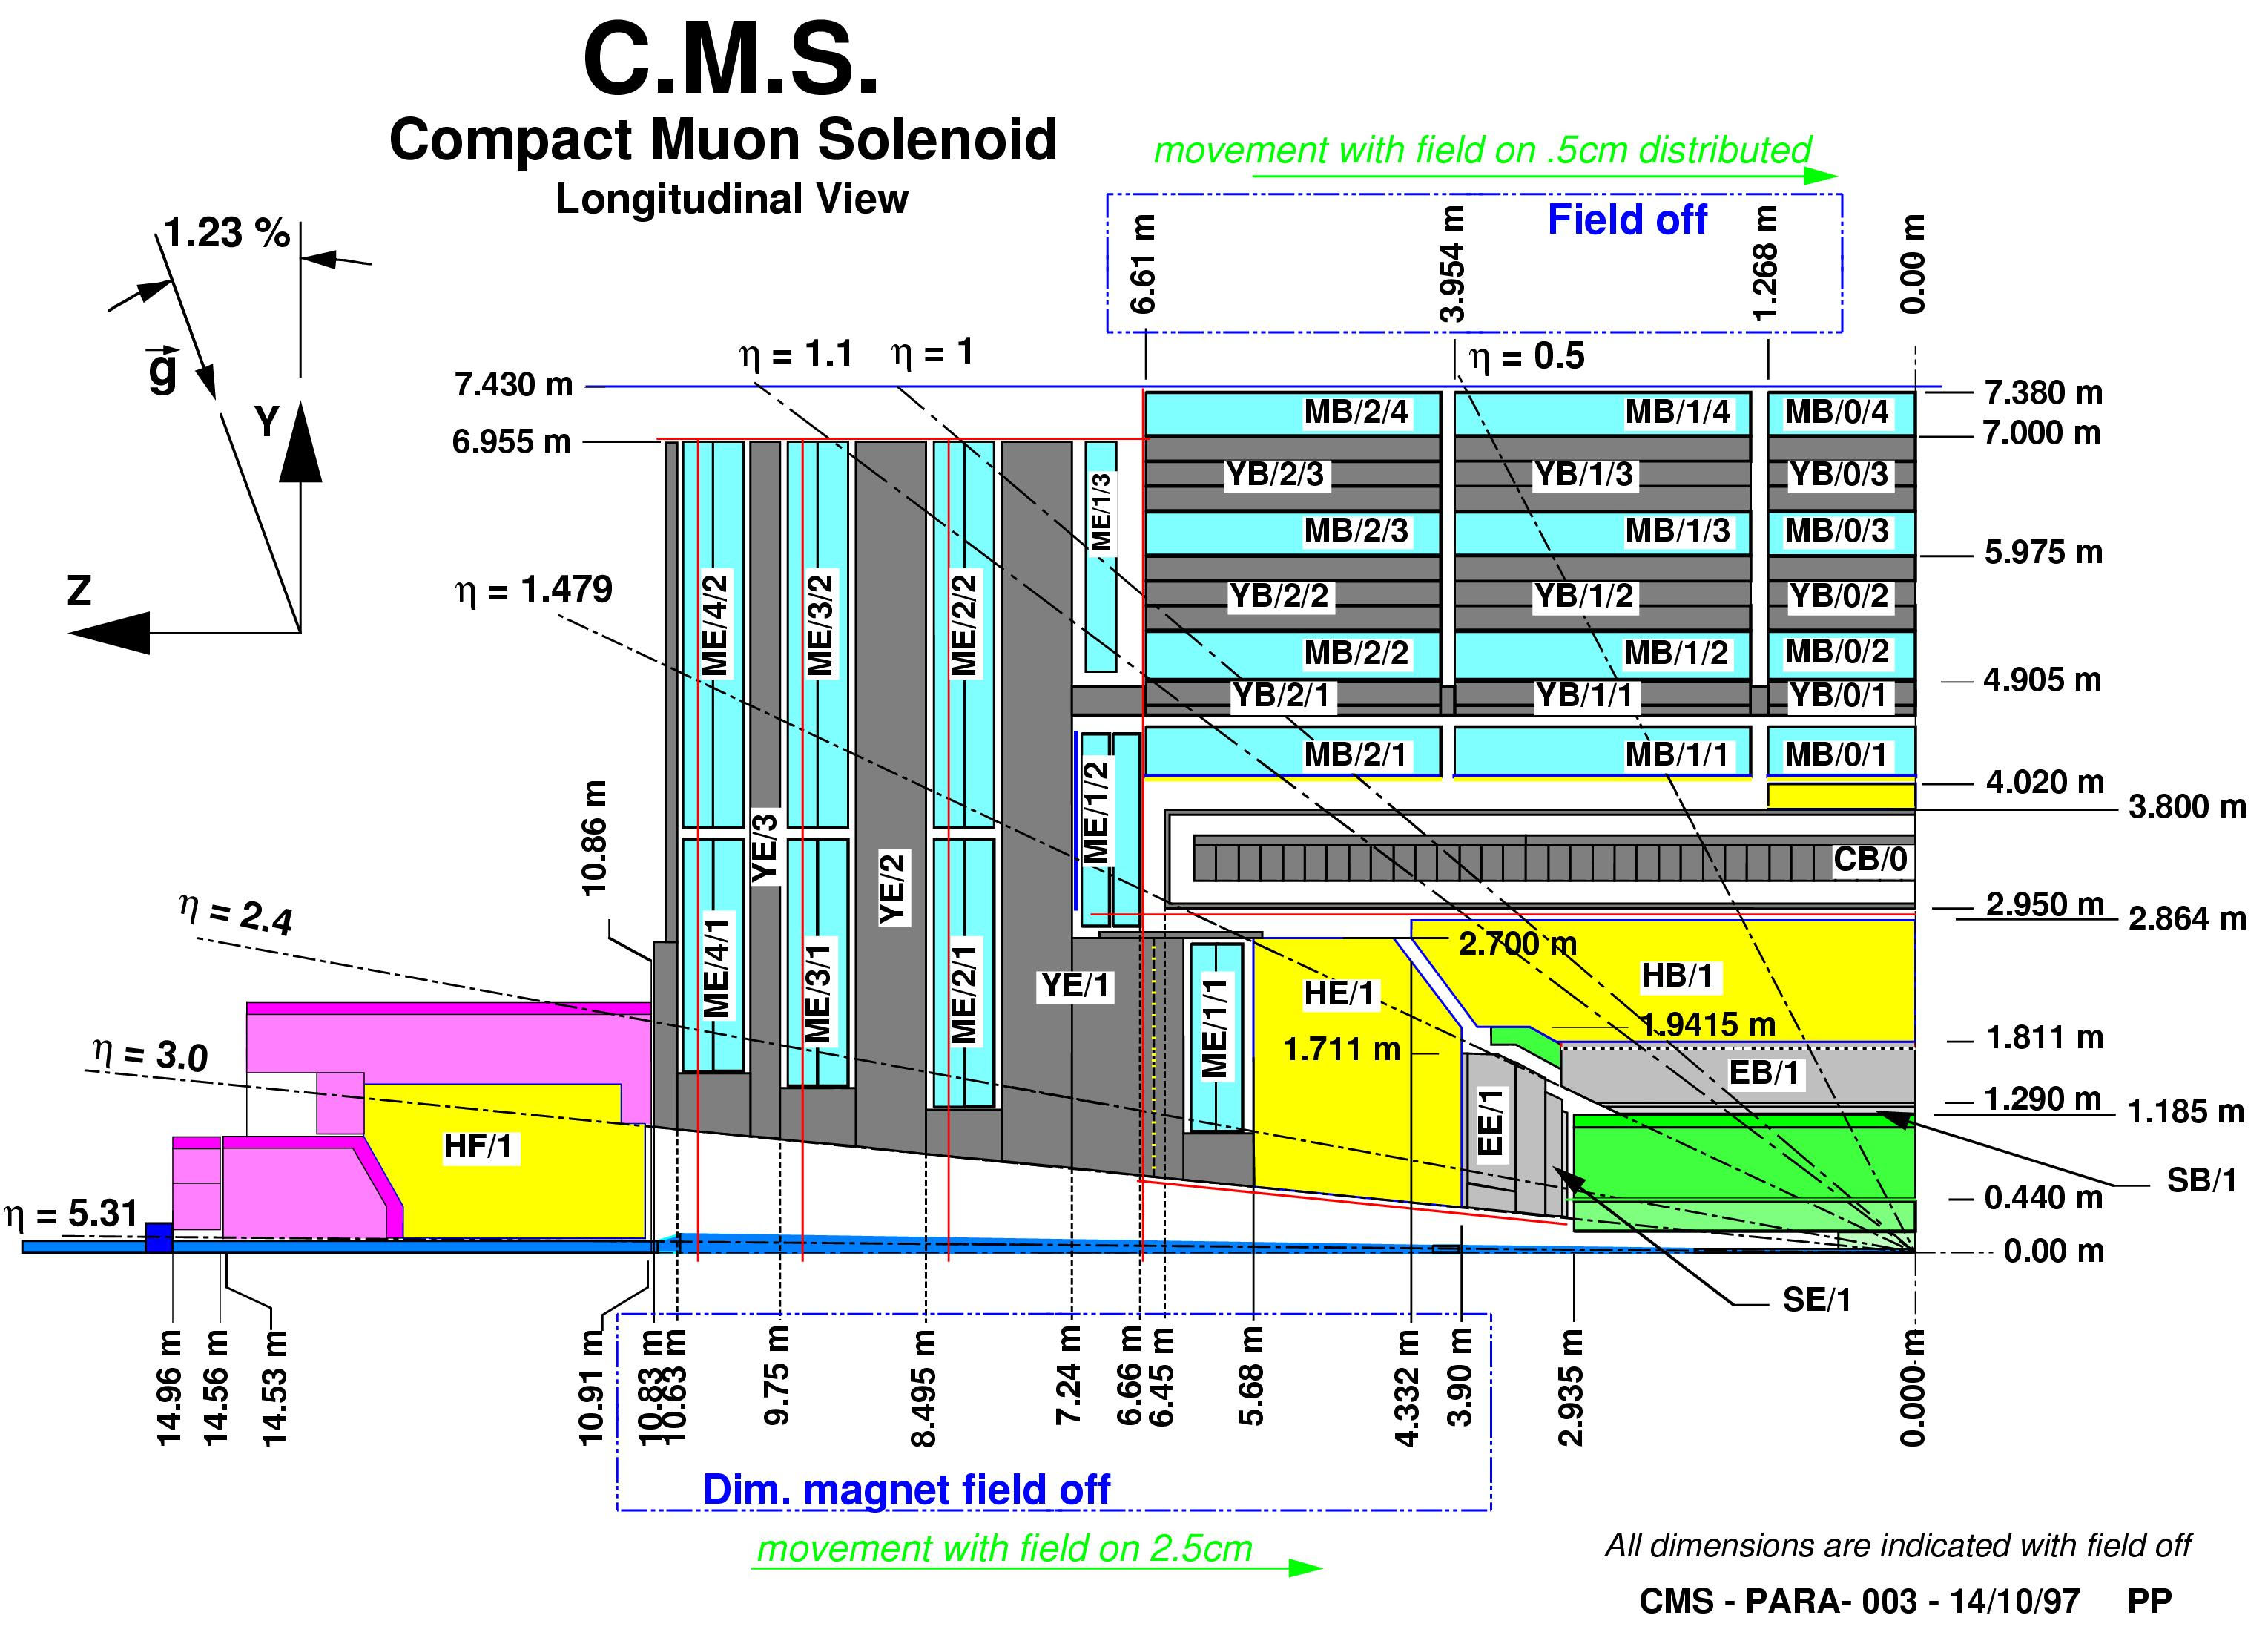 C.M.S.
Compact Muon Solenoid
Longitudinal View
movement with field on .5cm distributed
Field off
6.61 m
3.954 m
1.268 m
0.00 m
1.23 %
g
Y
Z
η = 1.1
η = 1
η = 0.5
η = 1.479
η = 2.4
η = 3.0
η = 5.31
7.430 m
6.955 m
10.86 m
7.380 m
7.000 m
5.975 m
4.905 m
4.020 m
3.800 m
2.950 m
2.864 m
1.811 m
1.290 m
1.185 m
SB/1
0.440 m
0.00 m
SE/1
MB/2/4
MB/1/4
MB/0/4
YB/2/3
YB/1/3
YB/0/3
MB/2/3
MB/1/3
MB/0/3
YB/2/2
YB/1/2
YB/0/2
MB/2/2
MB/1/2
MB/0/2
YB/2/1
YB/1/1
YB/0/1
MB/2/1
MB/1/1
MB/0/1
CB/0
ME/4/2
ME/3/2
ME/2/2
ME/1/3
YE/3
YE/2
ME/1/2
ME/4/1
ME/3/1
ME/2/1
YE/1
ME/1/1
HE/1
2.700 m
HB/1
1.9415 m
1.711 m
EE/1
EB/1
HF/1
14.96 m
14.56 m
14.53 m
10.91 m
10.83 m
10.63 m
9.75 m
8.495 m
7.24 m
6.66 m
6.45 m
5.68 m
4.332 m
3.90 m
2.935 m
0.000 m
Dim. magnet field off
movement with field on 2.5cm
All dimensions are indicated with field off
CMS - PARA- 003 - 14/10/97 PP